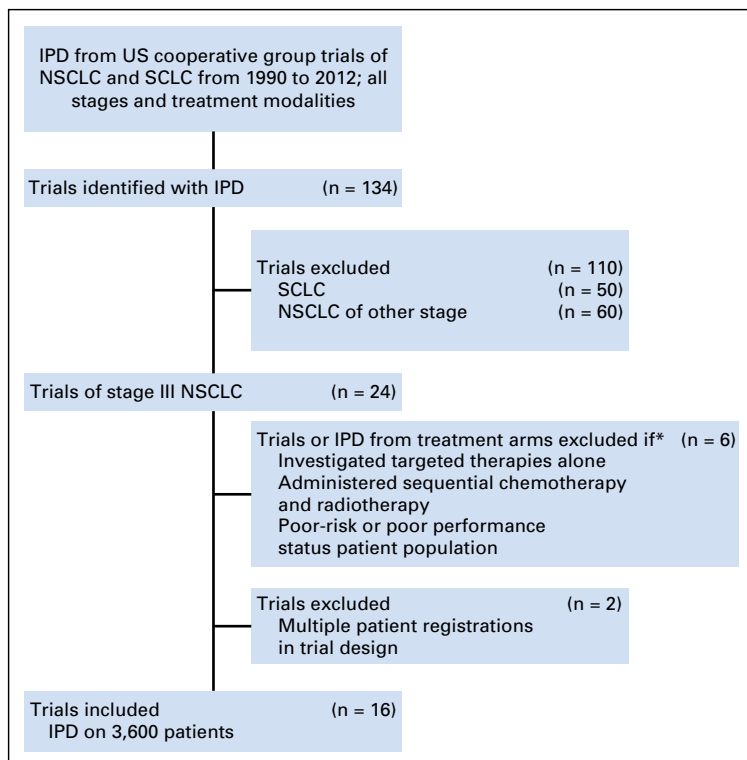 IPD from US cooperative group trials of
NSCLC and SCLC from 1990 to 2012; all
stages and treatment modalities
Trials identified with IPD (n = 134)
Trials excluded (n = 110)
SCLC (n = 50)
NSCLC of other stage (n = 60)
Trials of stage III NSCLC (n = 24)
Trials or IPD from treatment arms excluded if* (n = 6)
Investigated targeted therapies alone
Administered sequential chemotherapy
and radiotherapy
Poor-risk or poor performance
status patient population
Trials excluded (n = 2)
Multiple patient registrations
in trial design
Trials included (n = 16)
IPD on 3,600 patients